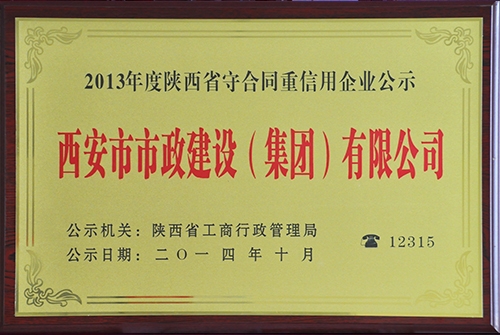 2013年度陕西省守合同重信用企业公示
西安市市政建设（集团）有限公司
公示机关：陕西省工商行政管理局
公示日期：二〇一四年十月
☎ 12315